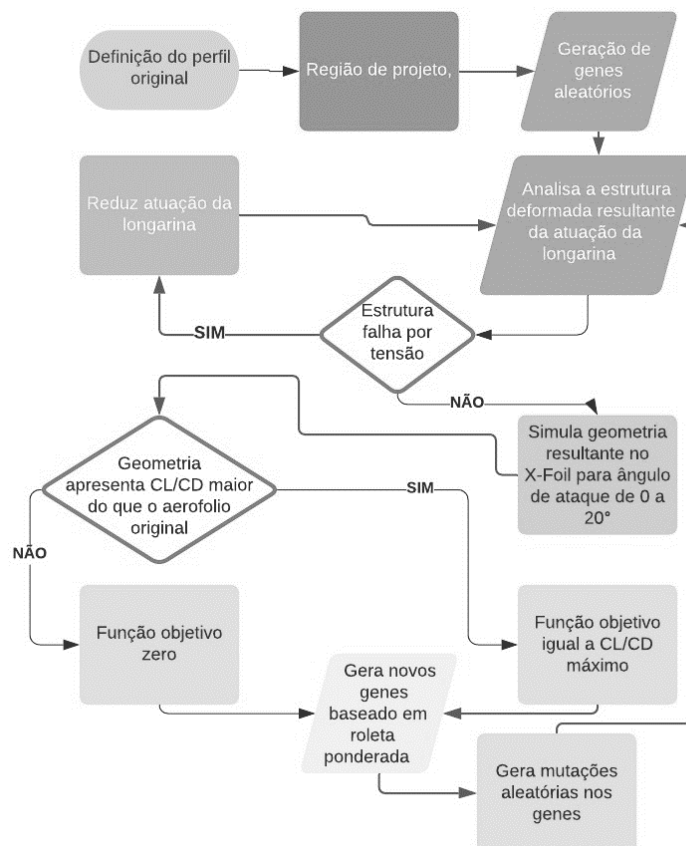 Definição do perfil
original
Região de projeto,
Geração de
genes
aleatórios
Reduz atuação da
longarina
Analisa a estrutura
deformada resultante
da atuação da
longarina
Estrutura
falha por
tensão
SIM
NÃO
Simula geometria
resultante no
X-Foil para ângulo
de ataque de 0 a
20°
Geometria
apresenta CL/CD maior
do que o aerofolio
original
SIM
NÃO
Função objetivo
zero
Função objetivo
igual a CL/CD
máximo
Gera novos
genes
baseado em
roleta
ponderada
Gera mutações
aleatórias nos
genes